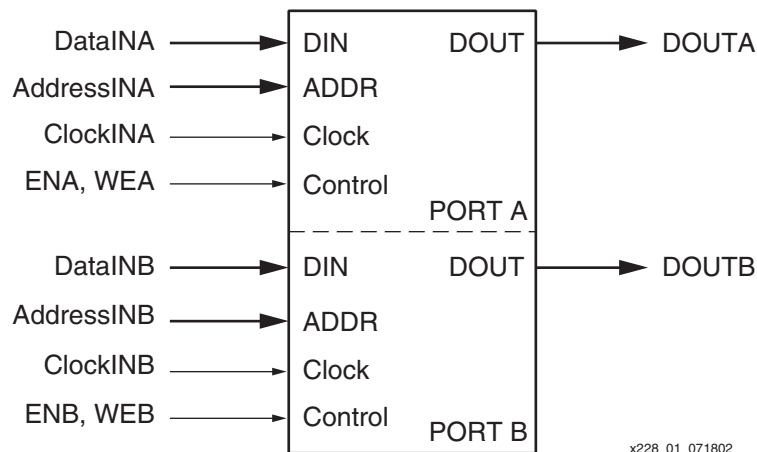 DataINA DIN DOUT DOUTA
AddressINA ADDR
ClockINA Clock
ENA, WEA Control
PORT A
DataINB DIN DOUT DOUTB
AddressINB ADDR
ClockINB Clock
ENB, WEB Control
PORT B
x228_01_071802